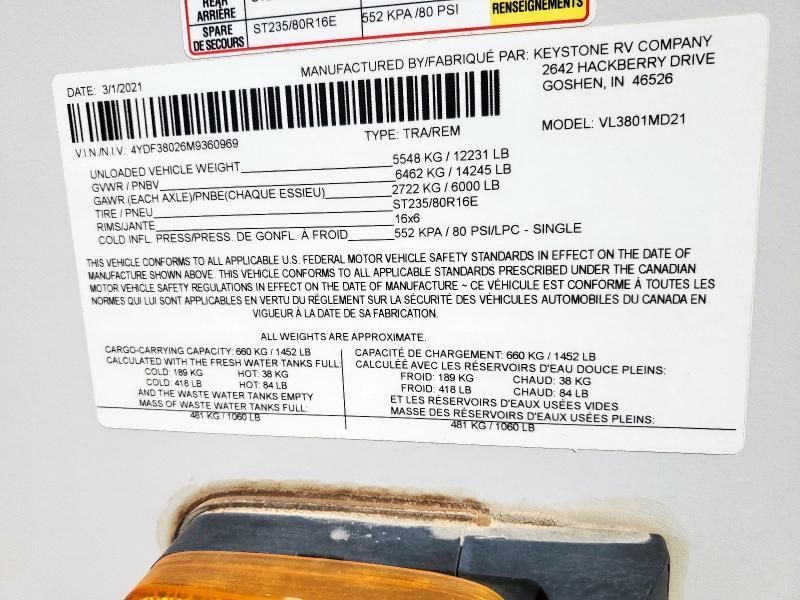 ARRIÈRE
SPARE
DE SECOURS
ST235/80R16E
552 KPA /80 PSI
RENSEIGNEMENTS
MANUFACTURED BY/FABRIQUÉ PAR: KEYSTONE RV COMPANY
2642 HACKBERRY DRIVE
GOSHEN, IN 46526
DATE: 3/1/2021
V.I.N./N.I.V.: 4YDF38026M9360969
TYPE: TRA/REM
MODEL: VL3801MD21
UNLOADED VEHICLE WEIGHT 5548 KG / 12231 LB
GVWR / PNBV 6462 KG / 14245 LB
GAWR (EACH AXLE)/PNBE(CHAQUE ESSIEU) 2722 KG / 6000 LB
TIRE / PNEU ST235/80R16E
RIMS/JANTE 16x6
COLD INFL. PRESS/PRESS. DE GONFL. À FROID 552 KPA / 80 PSI/LPC - SINGLE
THIS VEHICLE CONFORMS TO ALL APPLICABLE U.S. FEDERAL MOTOR VEHICLE SAFETY STANDARDS IN EFFECT ON THE DATE OF
MANUFACTURE SHOWN ABOVE. THIS VEHICLE CONFORMS TO ALL APPLICABLE STANDARDS PRESCRIBED UNDER THE CANADIAN
MOTOR VEHICLE SAFETY REGULATIONS IN EFFECT ON THE DATE OF MANUFACTURE ~ CE VÉHICULE EST CONFORME À TOUTES LES
NORMES QUI LUI SONT APPLICABLES EN VERTU DU RÉGLEMENT SUR LA SÉCURITÉ DES VÉHICULES AUTOMOBILES DU CANADA EN
VIGUEUR À LA DATE DE SA FABRICATION.
ALL WEIGHTS ARE APPROXIMATE.
CARGO-CARRYING CAPACITY: 660 KG / 1452 LB
CALCULATED WITH THE FRESH WATER TANKS FULL:
COLD: 189 KG HOT: 38 KG
COLD: 418 LB HOT: 84 LB
AND THE WASTE WATER TANKS EMPTY
MASS OF WASTE WATER TANKS FULL:
481 KG / 1060 LB
CAPACITÉ DE CHARGEMENT: 660 KG / 1452 LB
CALCULÉE AVEC LES RÉSERVOIRS D'EAU DOUCE PLEINS:
FROID: 189 KG CHAUD: 38 KG
FROID: 418 LB CHAUD: 84 LB
ET LES RÉSERVOIRS D'EAUX USÉES VIDES
MASSE DES RÉSERVOIRS D'EAUX USÉES PLEINS:
481 KG / 1060 LB